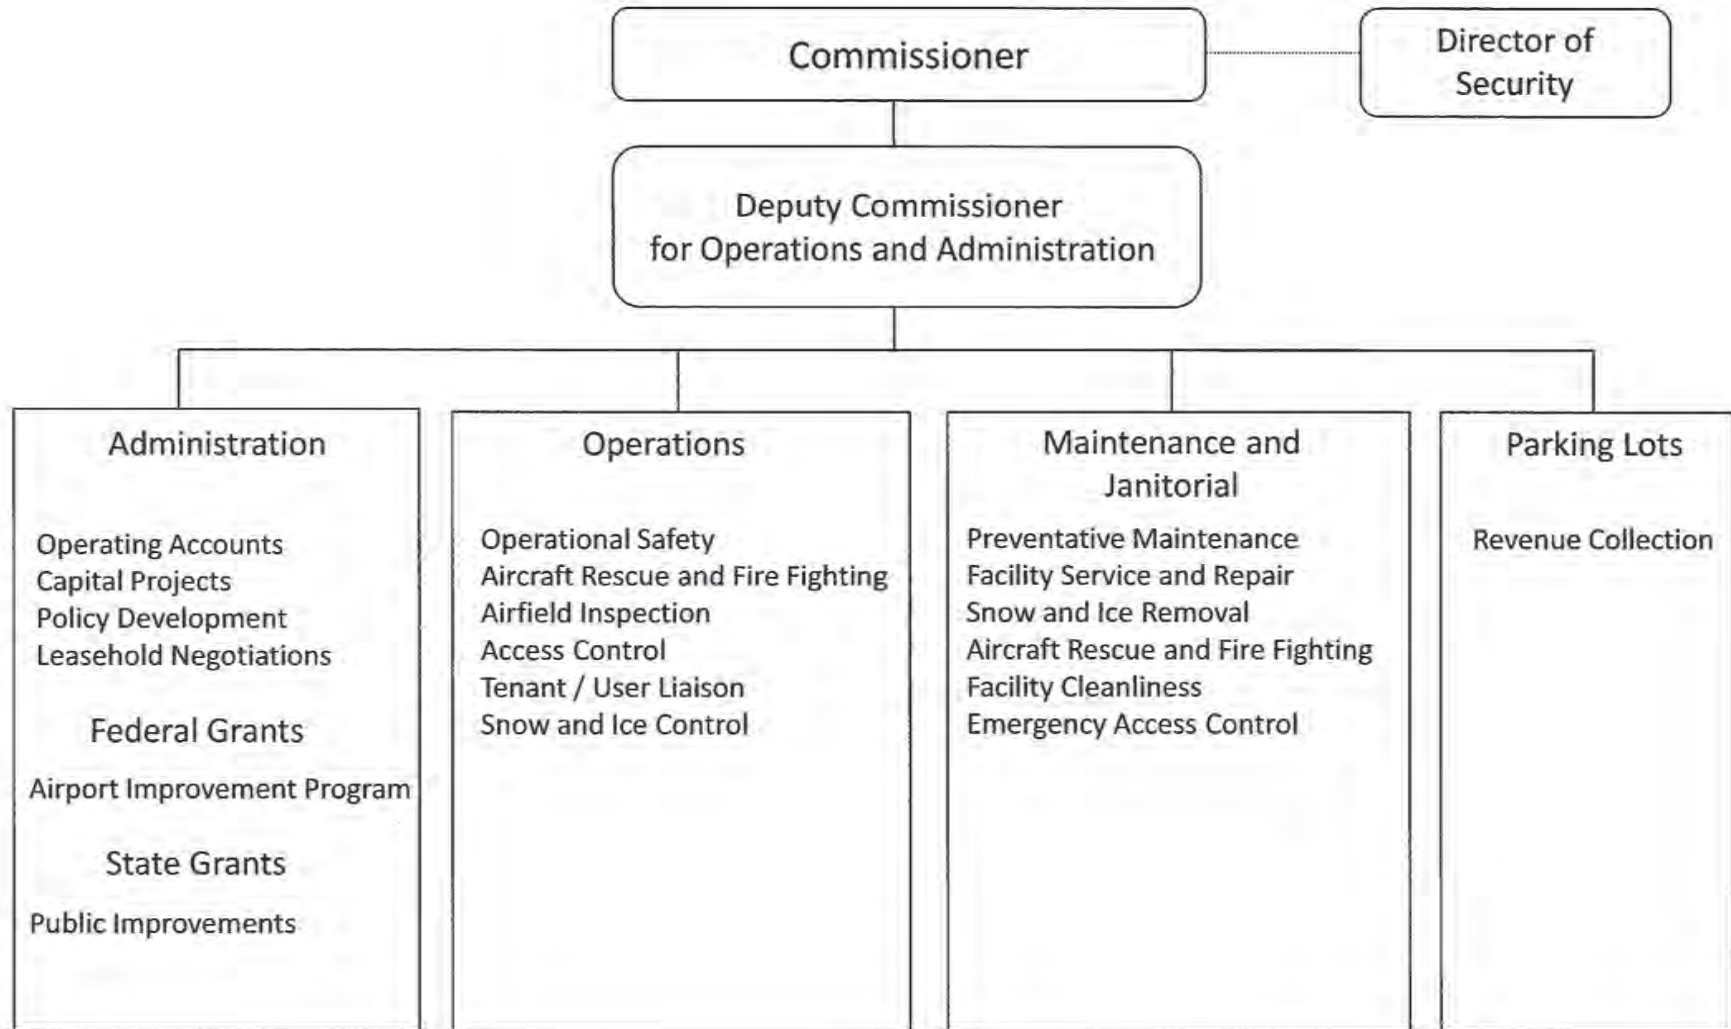 Commissioner
Director of
Security
Deputy Commissioner
for Operations and Administration
Administration
Operating Accounts
Capital Projects
Policy Development
Leasehold Negotiations
Federal Grants
Airport Improvement Program
State Grants
Public Improvements
Operations
Operational Safety
Aircraft Rescue and Fire Fighting
Airfield Inspection
Access Control
Tenant / User Liaison
Snow and Ice Control
Maintenance and
Janitorial
Preventative Maintenance
Facility Service and Repair
Snow and Ice Removal
Aircraft Rescue and Fire Fighting
Facility Cleanliness
Emergency Access Control
Parking Lots
Revenue Collection